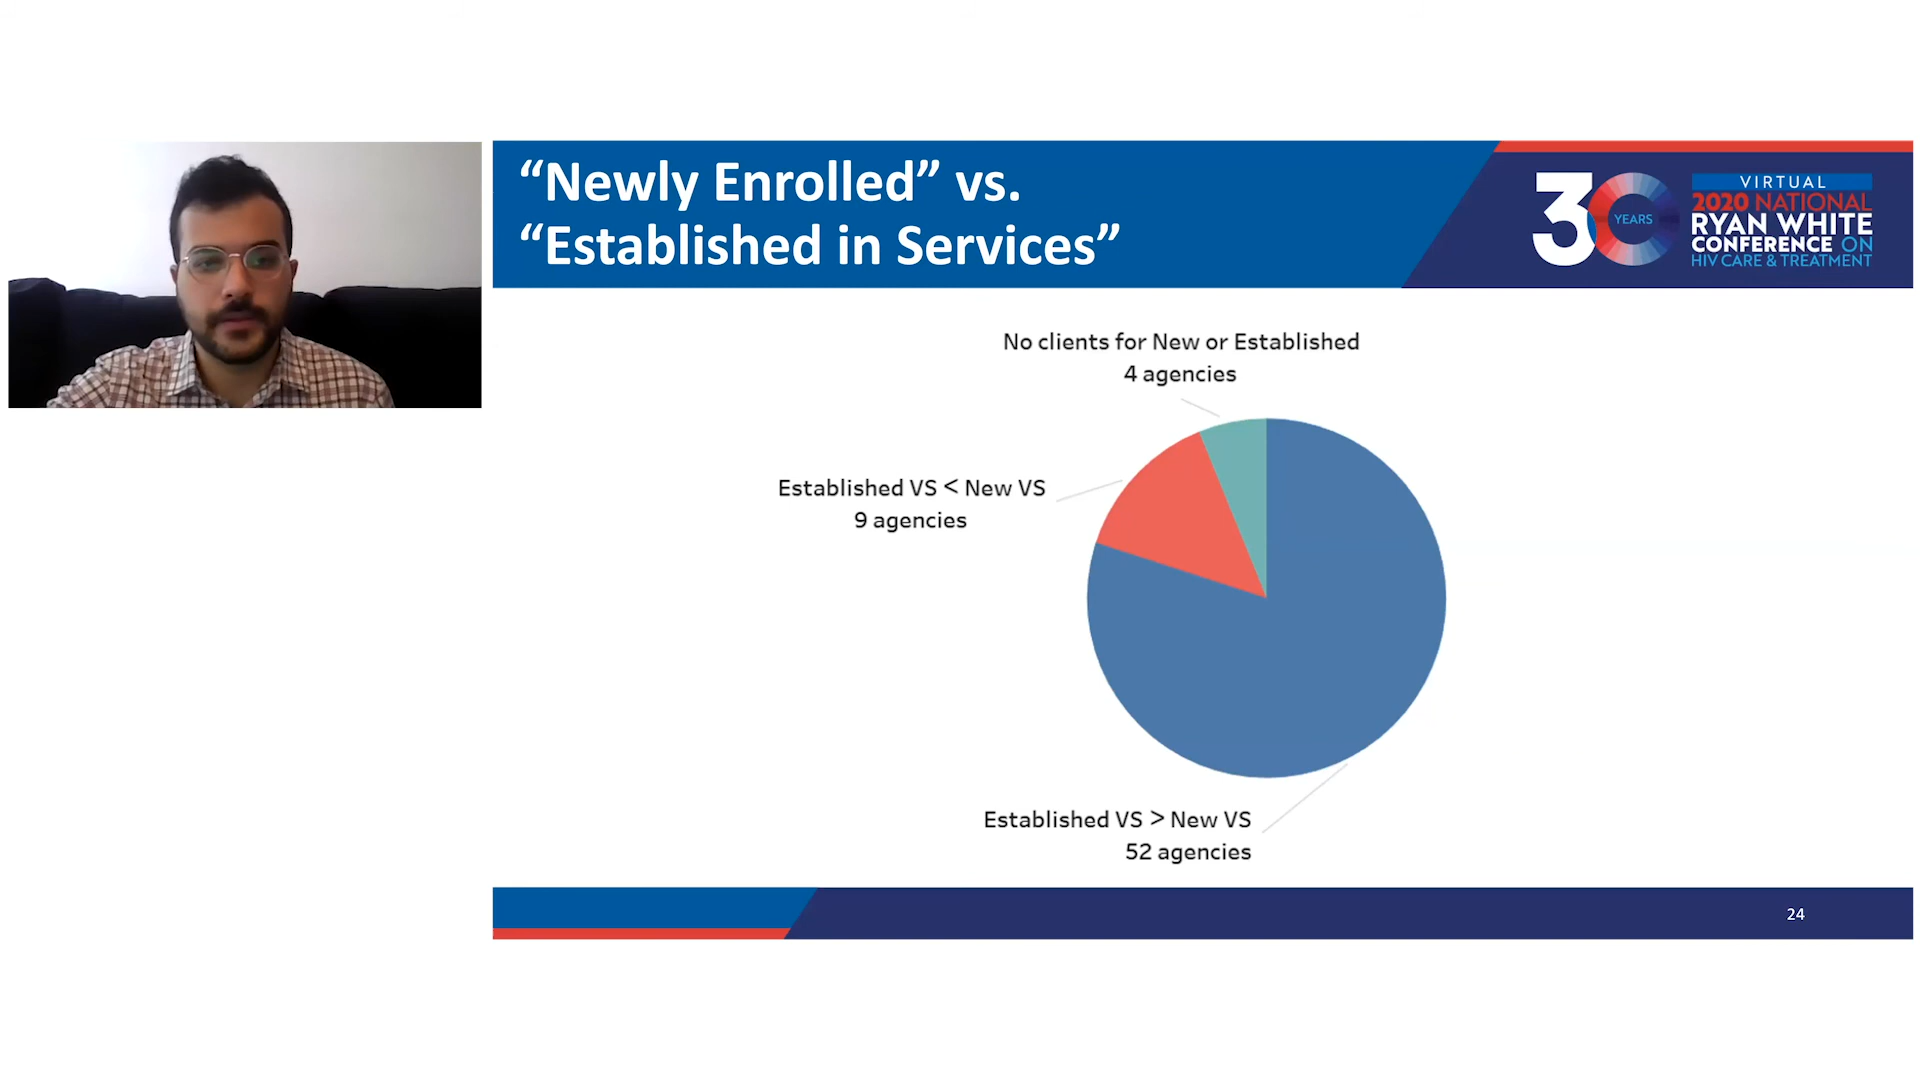 “Newly Enrolled” vs.
“Established in Services”
30
YEARS
VIRTUAL
2020 NATIONAL
RYAN WHITE
CONFERENCE ON
HIV CARE & TREATMENT
No clients for New or Established
4 agencies
Established VS < New VS
9 agencies
Established VS > New VS
52 agencies
24